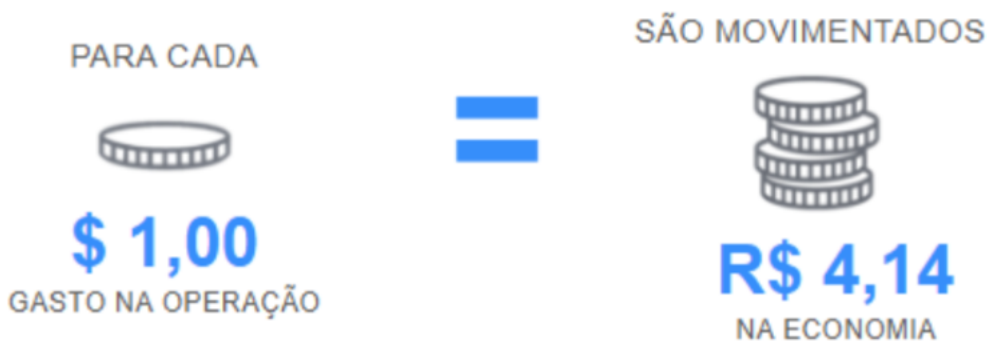 PARA CADA
$ 1,00
GASTO NA OPERAÇÃO
SÃO MOVIMENTADOS
R$ 4,14
NA ECONOMIA